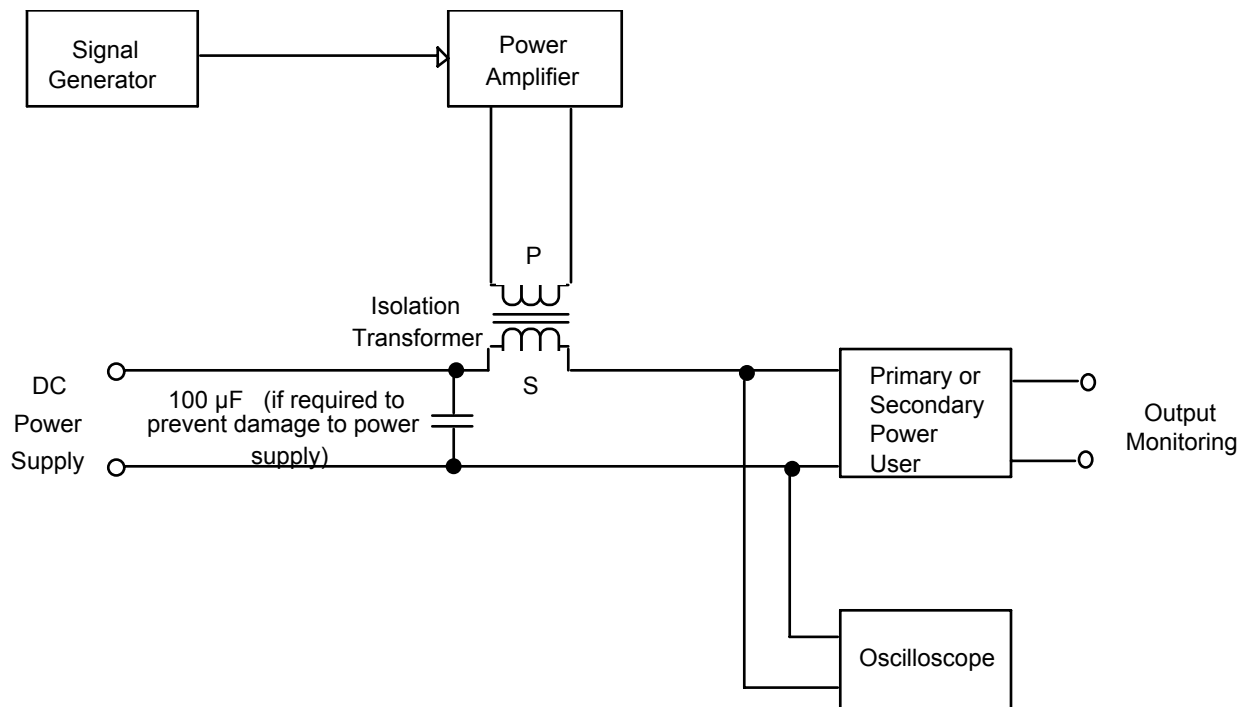 Signal
Generator
Power
Amplifier
P
Isolation
Transformer
S
DC
Power
Supply
100 µF (if required to
prevent damage to power
supply)
Primary or
Secondary
Power
User
Output
Monitoring
Oscilloscope